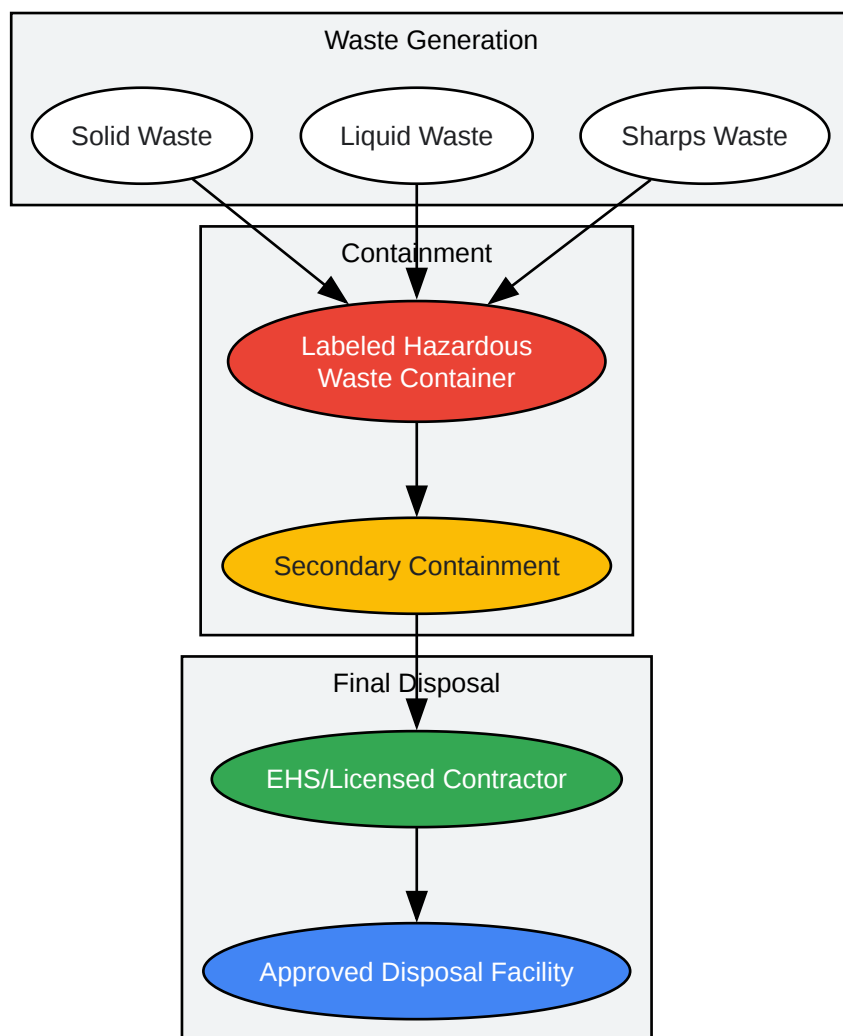 Waste Generation
Solid Waste
Liquid Waste
Sharps Waste
Containment
Labeled Hazardous
Waste Container
Secondary Containment
Final Disposal
EHS/Licensed Contractor
Approved Disposal Facility